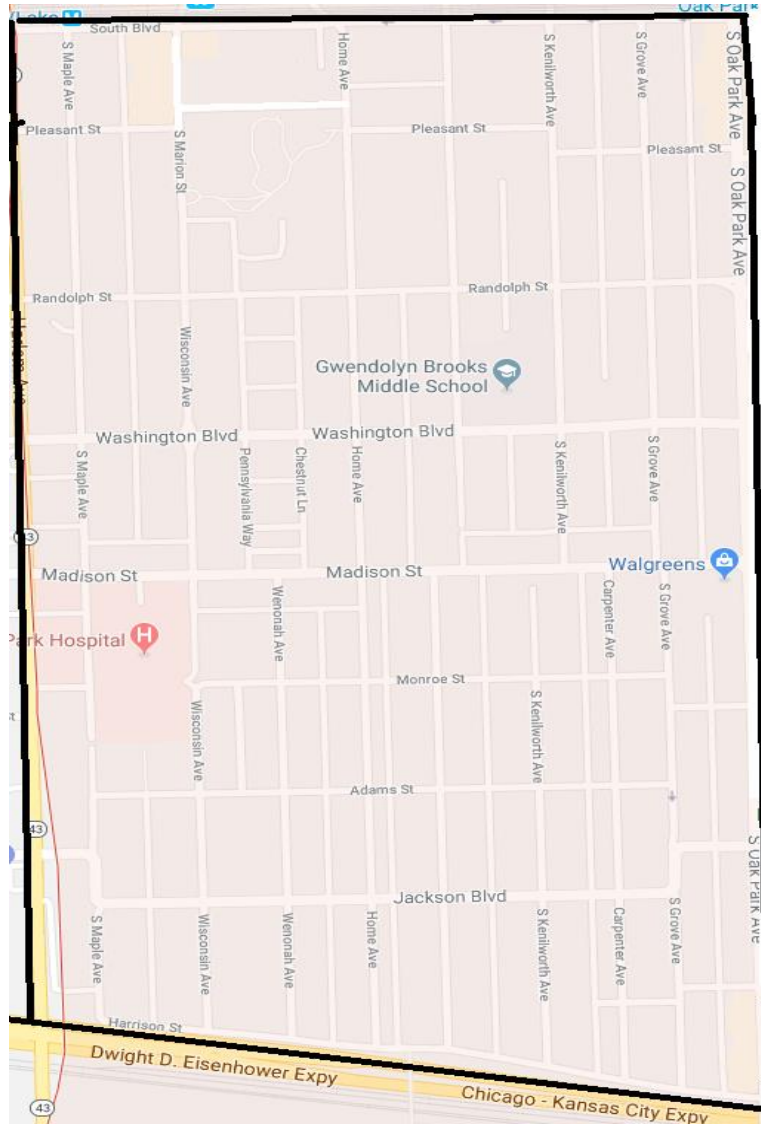 Oak Park
South Blvd
S Maple Ave
Home Ave
S Kenilworth Ave
S Grove Ave
S Oak Park Ave
Pleasant St
Pleasant St
Pleasant St
S Marion St
S Oak Park Ave
Randolph St
Randolph St
Harlem Ave
Wisconsin Ave
Gwendolyn Brooks
Middle School
Washington Blvd
Washington Blvd
S Maple Ave
Pennsylvania Way
Chestnut Ln
Home Ave
S Kenilworth Ave
S Grove Ave
43
Madison St
Madison St
Walgreens
Wenonah Ave
Carpenter Ave
S Grove Ave
Park Hospital
H
Monroe St
Wisconsin Ave
S Kenilworth Ave
Adams St
43
S Oak Park Ave
Jackson Blvd
S Maple Ave
Wisconsin Ave
Wenonah Ave
Home Ave
S Kenilworth Ave
Carpenter Ave
S Grove Ave
Harrison St
Dwight D. Eisenhower Expy
Chicago - Kansas City Expy
43